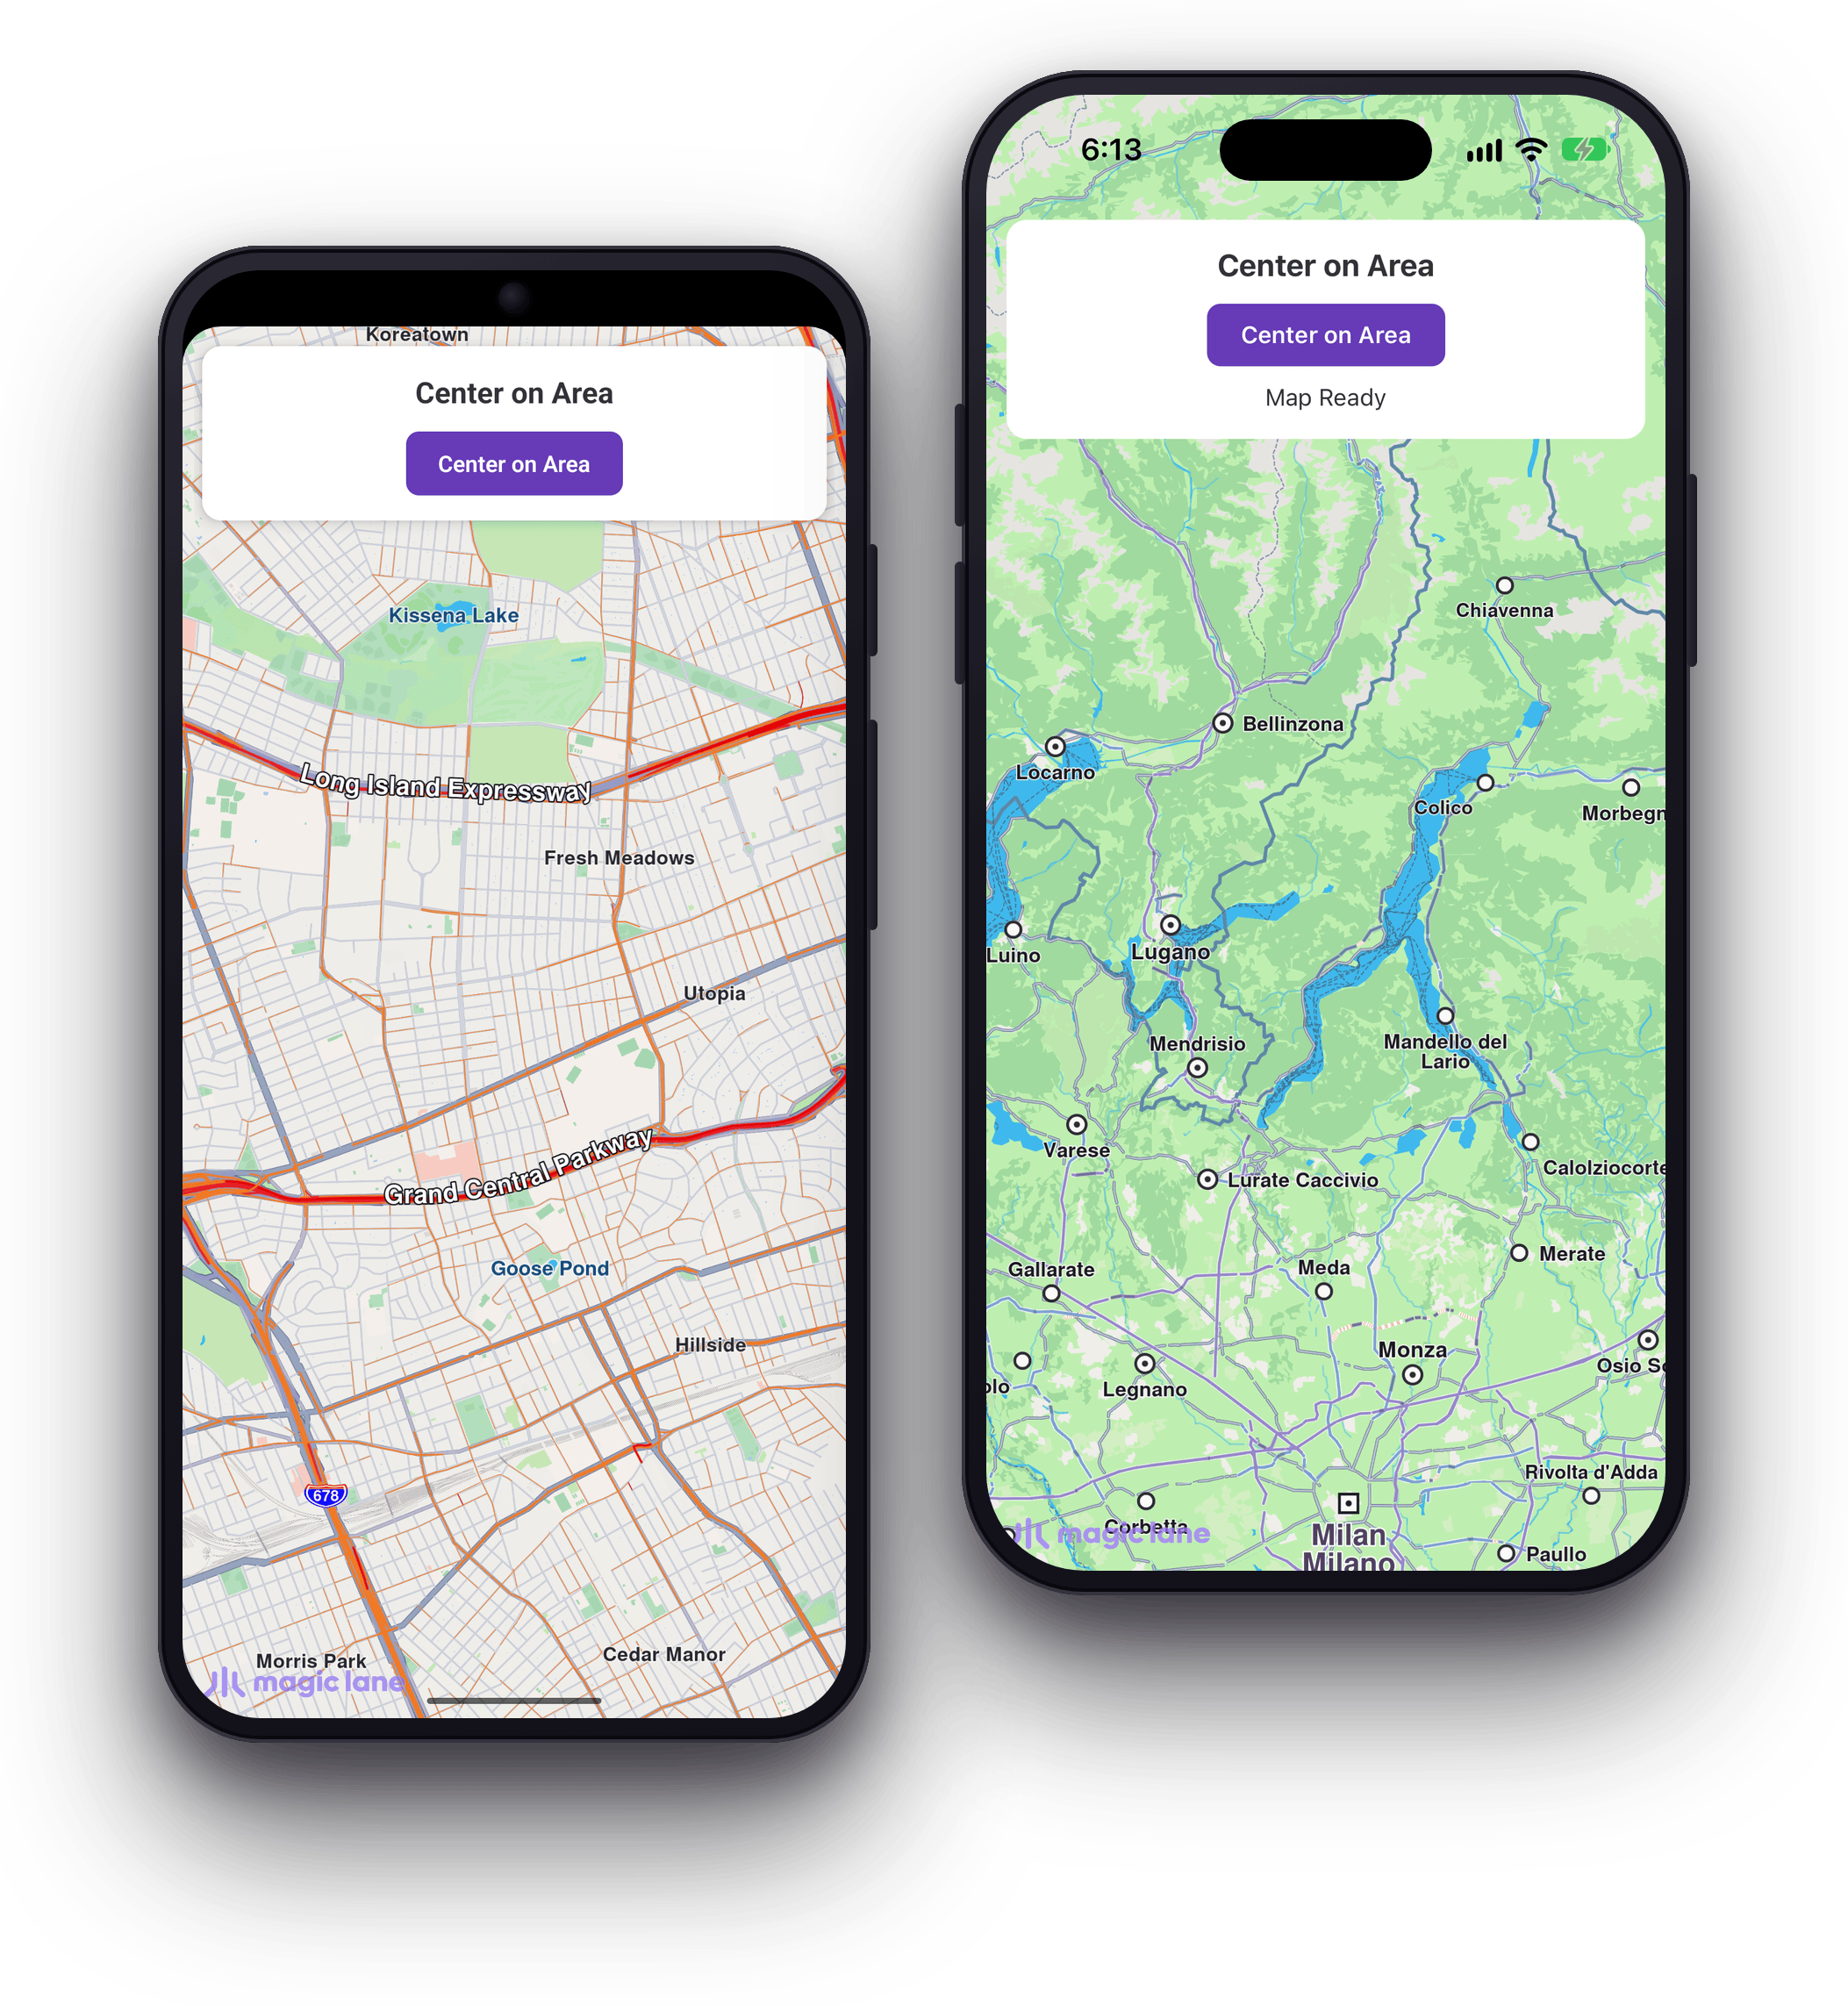 Koreatown
Center on Area
Center on Area
Kissena Lake
Long Island Expressway
Fresh Meadows
Utopia
Grand Central Parkway
Goose Pond
Hillside
678
Morris Park
Cedar Manor
magic lane
6:13
Center on Area
Center on Area
Map Ready
Chiavenna
Bellinzona
Locarno
Colico
Morbegn
Luino
Lugano
Mandello del
Lario
Mendrisio
Varese
Calolziocorte
Lurate Caccivio
Merate
Gallarate
Meda
Monza
Osio So
olo
Legnano
Rivolta d'Adda
Corbetta
magic lane
Milan
Milano
Paullo